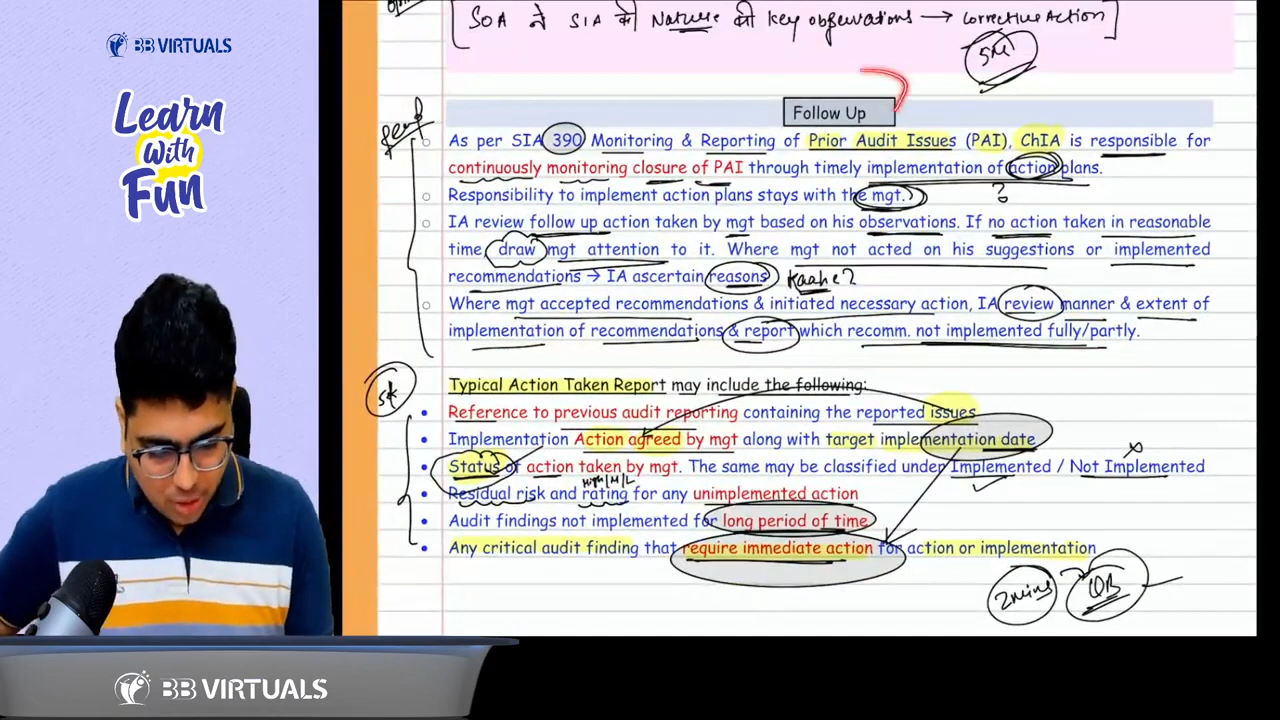 [SOA ने SIA की Nature की key observations → Corrective Action]
5M
BB VIRTUALS
Learn
With
Fun
Follow Up
As per SIA 390 Monitoring & Reporting of Prior Audit Issues (PAI), ChIA is responsible for
continuously monitoring closure of PAI through timely implementation of action plans.
Responsibility to implement action plans stays with the mgt. ?
IA review follow up action taken by mgt based on his observations. If no action taken in reasonable
time draw mgt attention to it. Where mgt not acted on his suggestions or implemented
recommendations → IA ascertain reasons
Where mgt accepted recommendations & initiated necessary action, IA review manner & extent of
implementation of recommendations & report which recomm. not implemented fully/partly.
Typical Action Taken Report may include the following:
Reference to previous audit reporting containing the reported issues
Implementation Action agreed by mgt along with target implementation date
Status of action taken by mgt. The same may be classified under Implemented / Not Implemented
High/M/L
Residual risk and rating for any unimplemented action
Audit findings not implemented for long period of time
Any critical audit finding that require immediate action for action or implementation
2mins QB
BB VIRTUALS